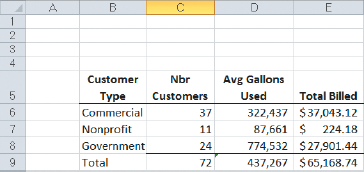 A B C D E
1
2
3
4
Customer Nbr Avg Gallons
5 Type Customers Used Total Billed
6 Commercial 37 322,437 $37,043.12
7 Nonprofit 11 87,661 $ 224.18
8 Government 24 774,532 $27,901.44
9 Total 72 437,267 $65,168.74